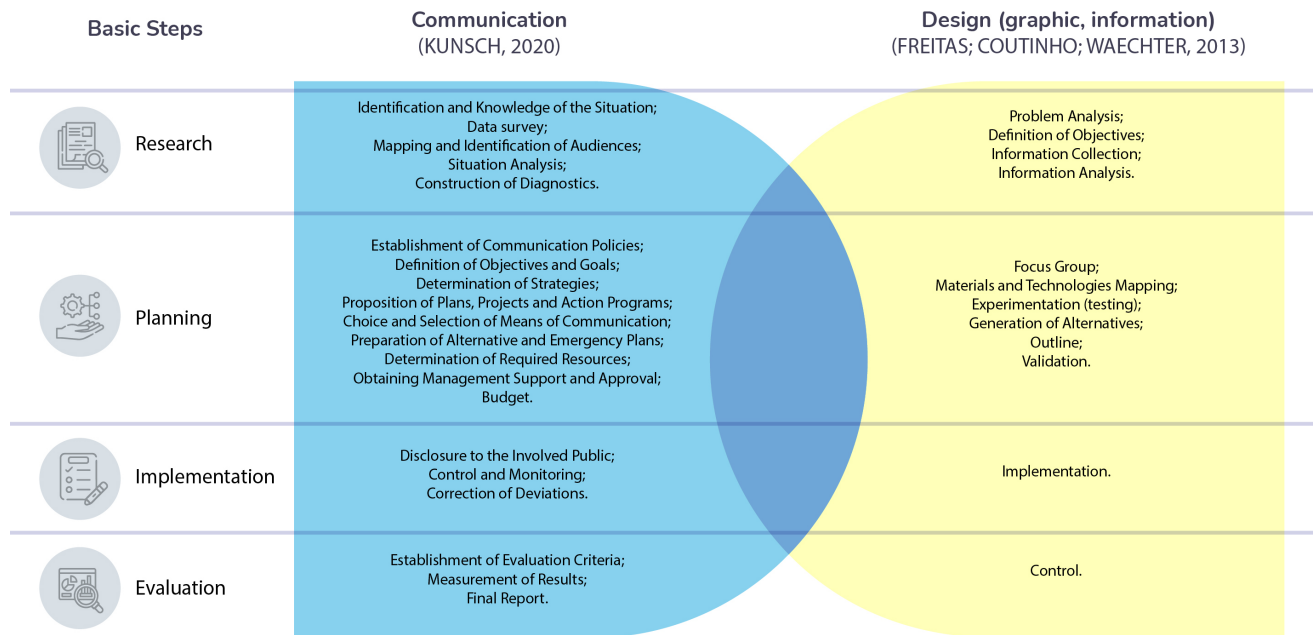 Basic Steps
Communication
(KUNSCH, 2020)
Design (graphic, information)
(FREITAS; COUTINHO; WAECHTER, 2013)
Research
Identification and Knowledge of the Situation;
Data survey;
Mapping and Identification of Audiences;
Situation Analysis;
Construction of Diagnostics.
Problem Analysis;
Definition of Objectives;
Information Collection;
Information Analysis.
Planning
Establishment of Communication Policies;
Definition of Objectives and Goals;
Determination of Strategies;
Proposition of Plans, Projects and Action Programs;
Choice and Selection of Means of Communication;
Preparation of Alternative and Emergency Plans;
Determination of Required Resources;
Obtaining Management Support and Approval;
Budget.
Focus Group;
Materials and Technologies Mapping;
Experimentation (testing);
Generation of Alternatives;
Outline;
Validation.
Implementation
Disclosure to the Involved Public;
Control and Monitoring;
Correction of Deviations.
Implementation.
Evaluation
Establishment of Evaluation Criteria;
Measurement of Results;
Final Report.
Control.